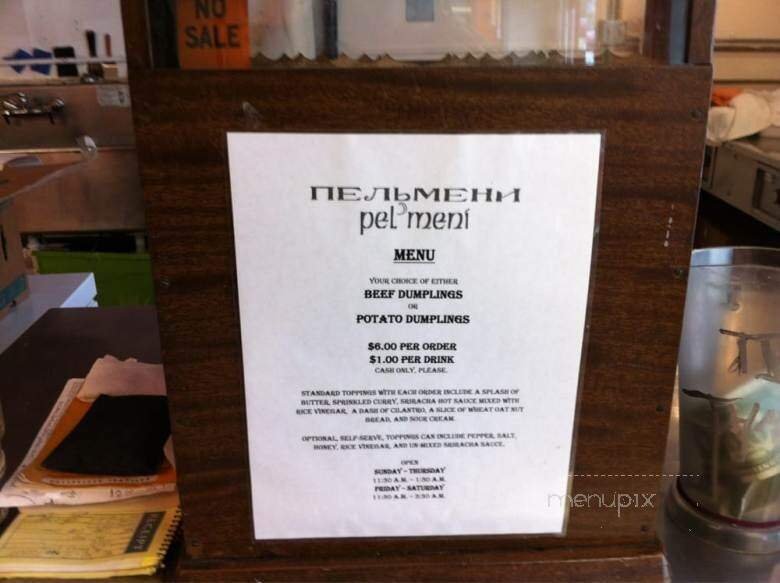 NO
SALE
ПЕЛЬМЕНИ
pel'meni
MENU
YOUR CHOICE OF EITHER
BEEF DUMPLINGS
OR
POTATO DUMPLINGS
$6.00 PER ORDER
$1.00 PER DRINK
CASH ONLY, PLEASE.
STANDARD TOPPINGS WITH EACH ORDER INCLUDE A SPLASH OF
BUTTER, SPRINKLED CURRY, SRIRACHA HOT SAUCE MIXED WITH
RICE VINEGAR, A DASH OF CILANTRO, A SLICE OF WHEAT OAT NUT
BREAD, AND SOUR CREAM.
OPTIONAL, SELF-SERVE, TOPPINGS CAN INCLUDE PEPPER, SALT,
HONEY, RICE VINEGAR, AND UN-MIXED SRIRACHA SAUCE.
OPEN
SUNDAY – THURSDAY
11:30 A.M. – 1:30 A.M.
FRIDAY – SATURDAY
11:30 A.M. – 3:30 A.M.
menupix
RECEIPT